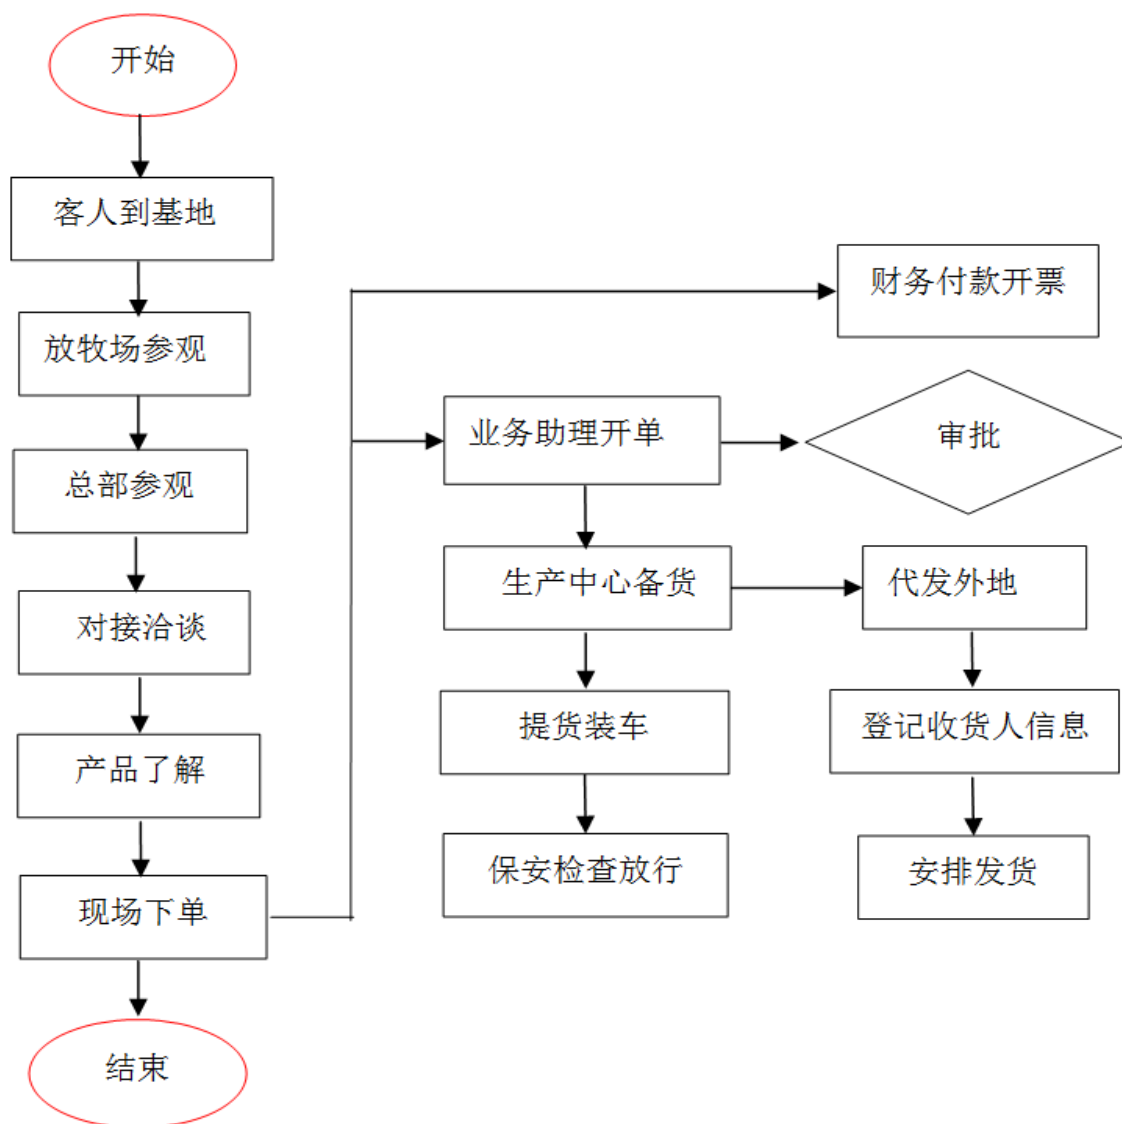 开始
客人到基地
放牧场参观
总部参观
对接洽谈
产品了解
现场下单
结束
财务付款开票
业务助理开单
审批
生产中心备货
代发外地
提货装车
登记收货人信息
保安检查放行
安排发货